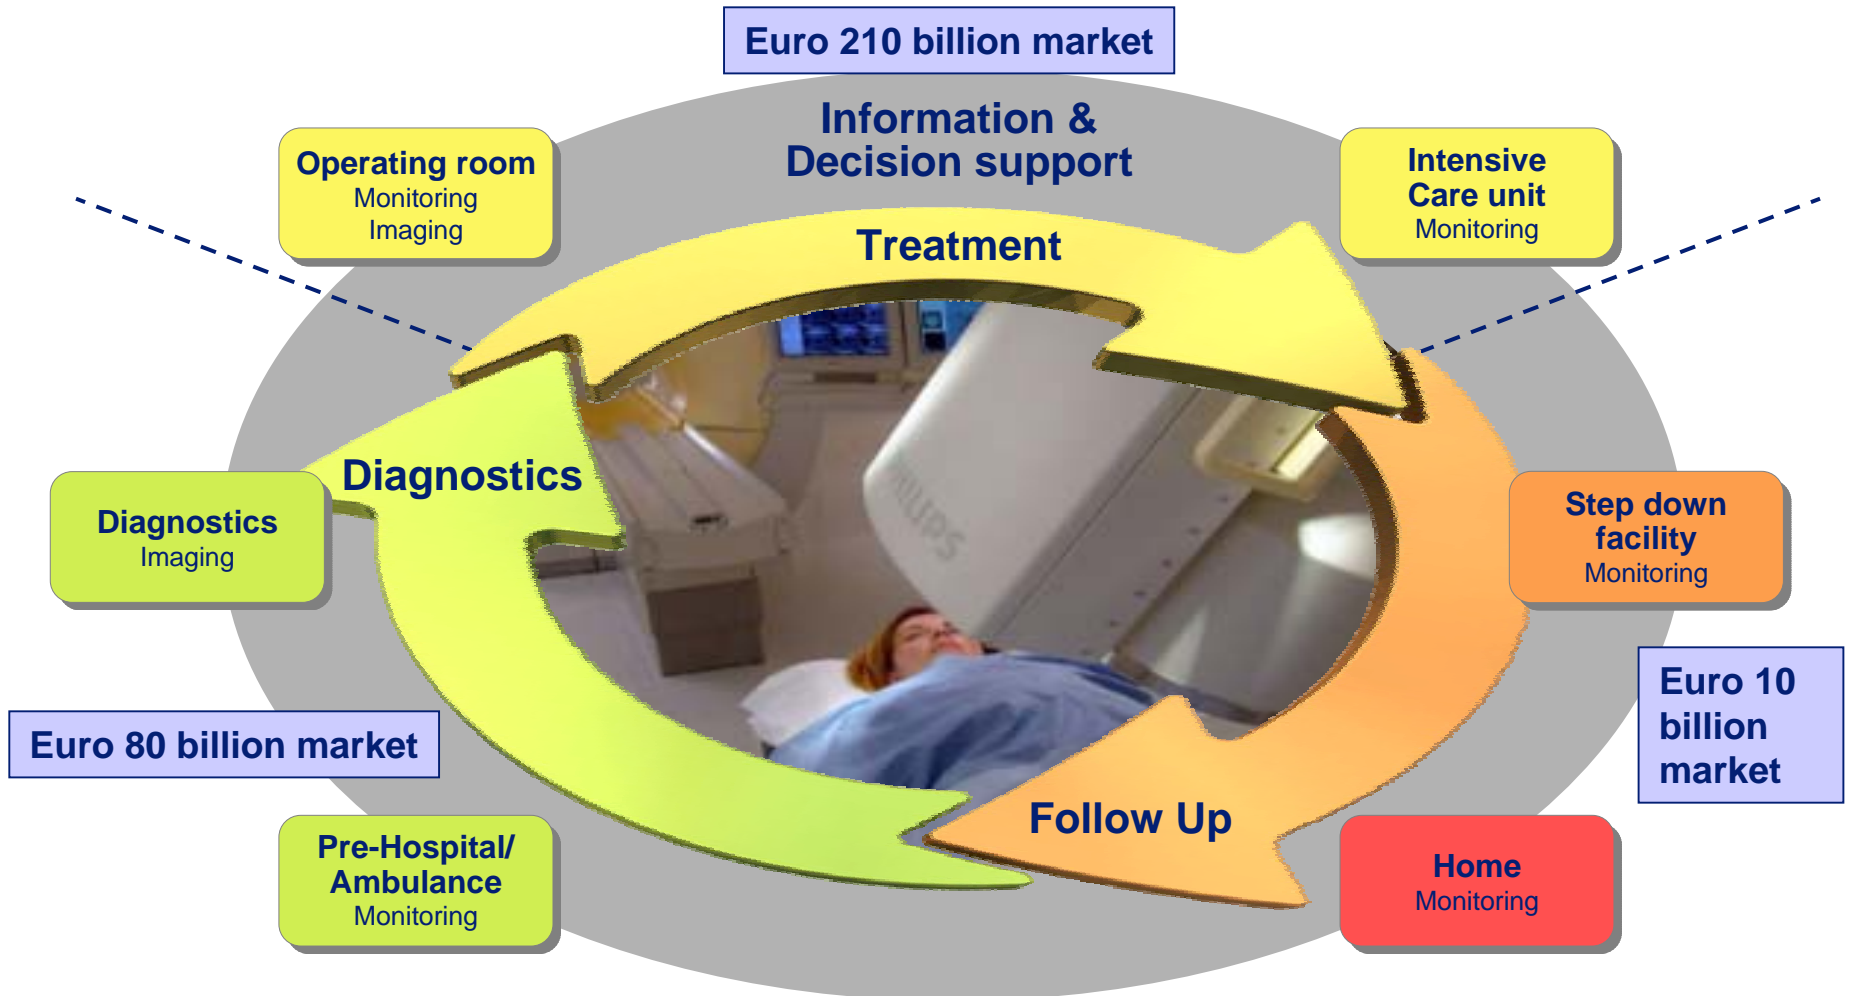 Euro 210 billion market
Information &
Decision support
Operating room
Monitoring
Imaging
Intensive
Care unit
Monitoring
Treatment
Diagnostics
Diagnostics
Imaging
PHILIPS
Step down
facility
Monitoring
Euro 80 billion market
Euro 10
billion
market
Follow Up
Pre-Hospital/
Ambulance
Monitoring
Home
Monitoring